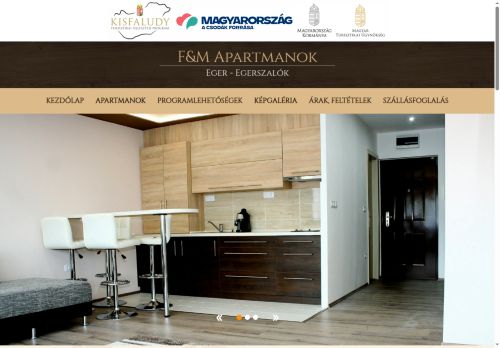 KISFALUDY
MAGYARORSZÁG
A CSODÁK FORRÁSA
MAGYARORSZÁG
KORMÁNYA
MAGYAR
TURISZTIKAI ÜGYNÖKSÉG
F&M APARTMANOK
EGER - EGERSZALÓK
KEZDŐLAP APARTMANOK PROGRAMLEHETŐSÉGEK KÉPGALÉRIA ÁRAK, FELTÉTELEK SZÁLLÁSFOGLALÁS
« »